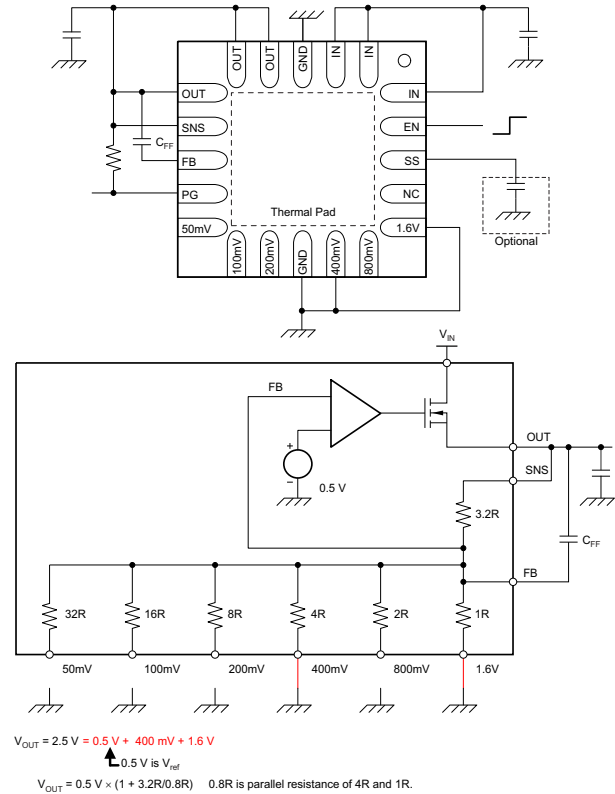 OUT
OUT
GND
IN
IN
OUT
IN
SNS
EN
C_FF
FB
SS
PG
NC
Thermal Pad
50mV
1.6V
100mV
200mV
GND
400mV
800mV
Optional
V_IN
FB
OUT
+
SNS
−
0.5 V
3.2R
C_FF
FB
32R
16R
8R
4R
2R
1R
50mV
100mV
200mV
400mV
800mV
1.6V
V_OUT = 2.5 V = 0.5 V + 400 mV + 1.6 V
0.5 V is V_ref
V_OUT = 0.5 V × (1 + 3.2R/0.8R) 0.8R is parallel resistance of 4R and 1R.